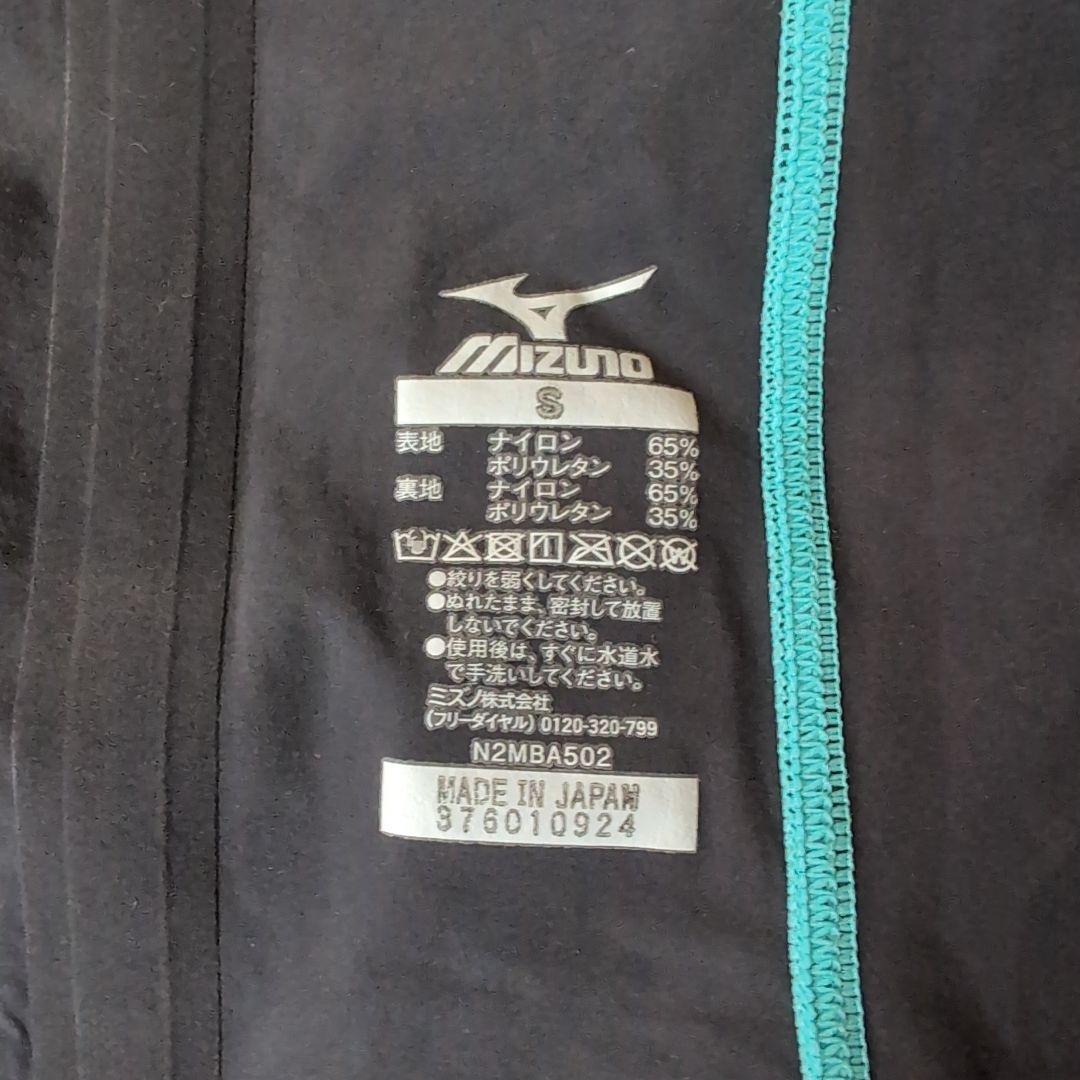 MIZUNO
S
表地 ナイロン 65%
ポリウレタン 35%
裏地 ナイロン 65%
ポリウレタン 35%
●絞りを弱くしてください。
●ぬれたまま、密封して放置
しないでください。
●使用後は、すぐに水道水
で手洗いしてください。
ミズノ株式会社
(フリーダイヤル) 0120-320-799
N2MBA502
MADE IN JAPAN
376010924